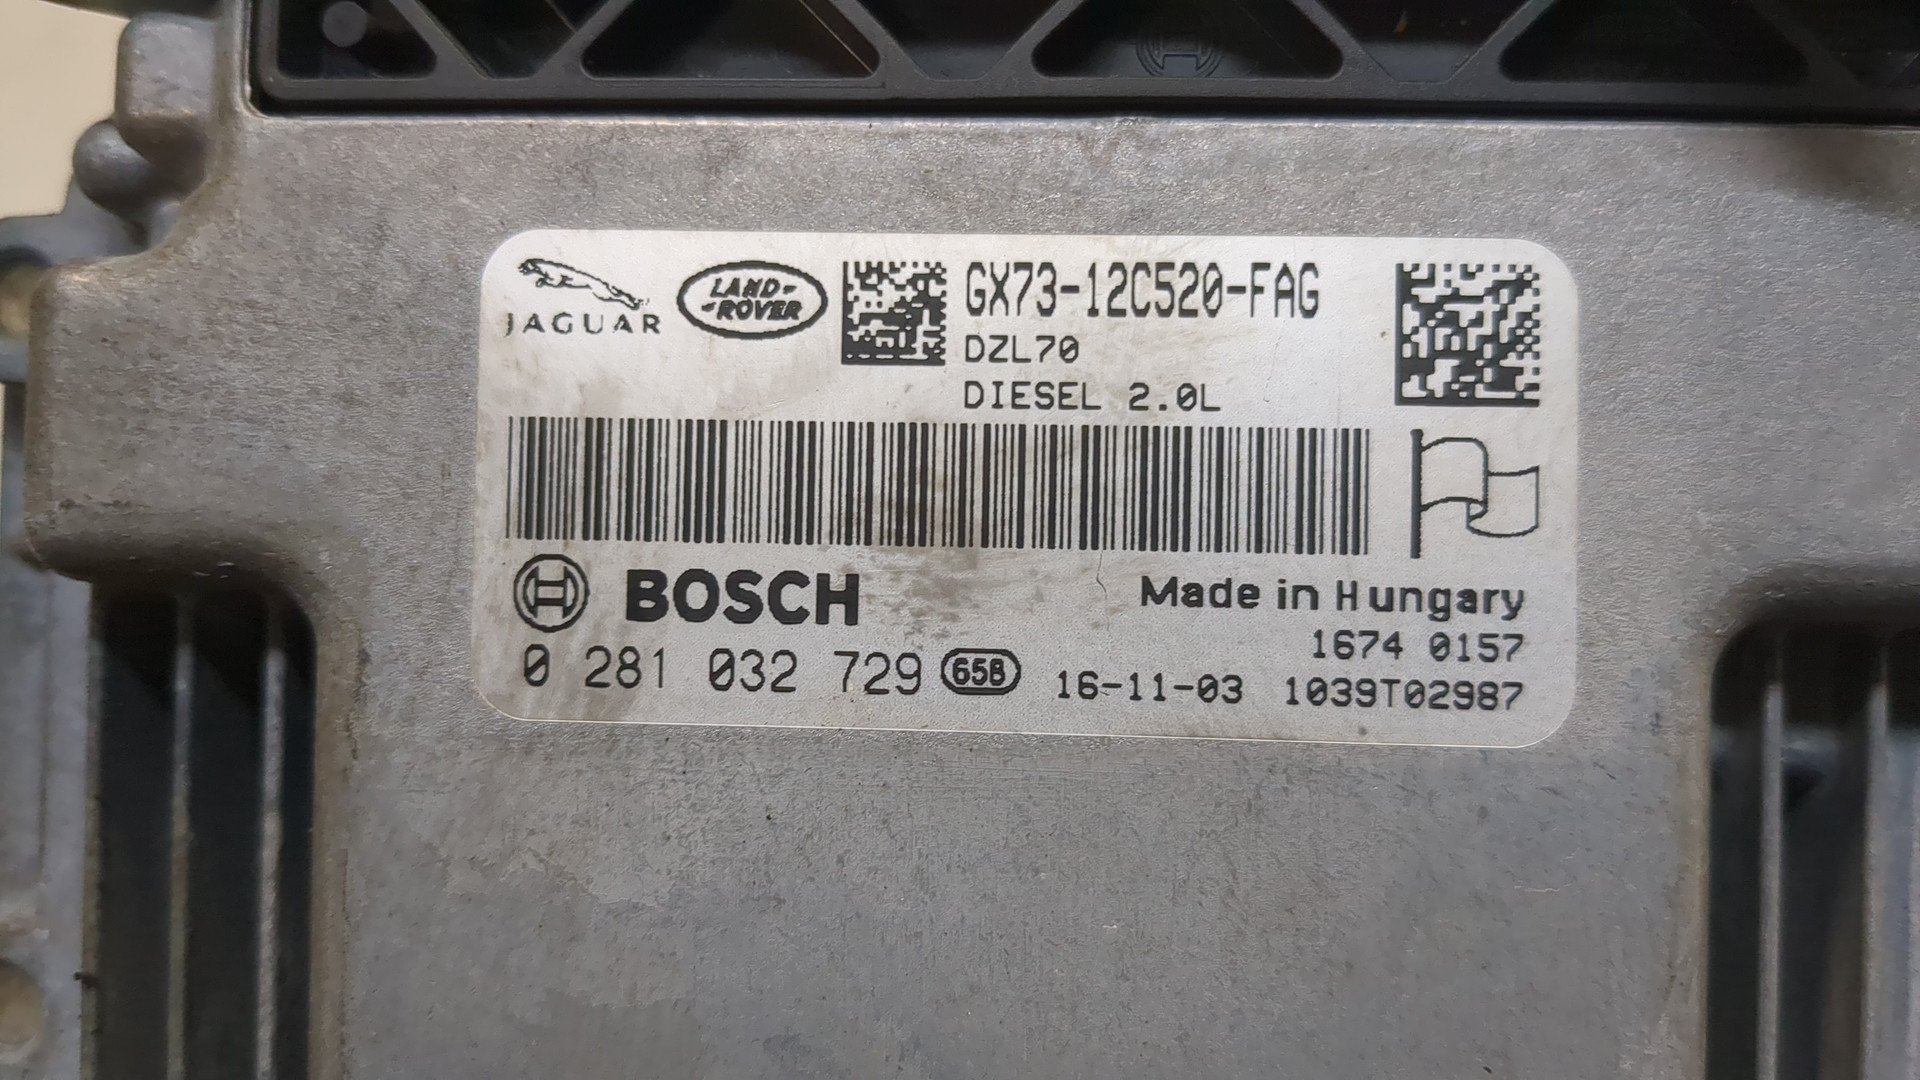 JAGUAR
LAND-
-ROVER
GX73-12C520-FAG
DZL70
DIESEL 2.0L
BOSCH
Made in Hungary
1674 0157
0 281 032 729 65B 16-11-03 1039T02987